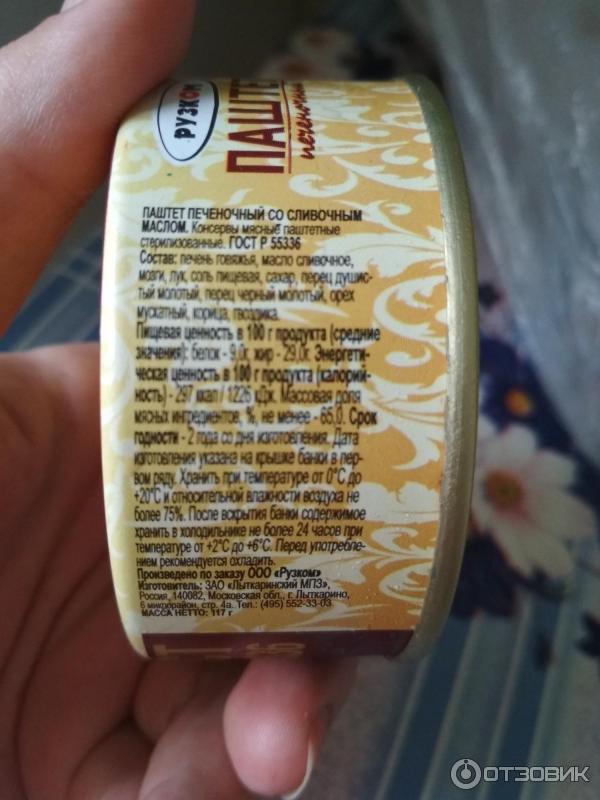 РУЗКОМ
ПАШТЕ
печеночный
ПАШТЕТ ПЕЧЕНОЧНЫЙ СО СЛИВОЧНЫМ
МАСЛОМ. Консервы мясные паштетные
стерилизованные. ГОСТ Р 55336
Состав: печень говяжья, масло сливочное,
мозги, лук, соль пищевая, сахар, перец душис-
тый молотый, перец черный молотый, орех
мускатный, корица, гвоздика.
Пищевая ценность в 100 г продукта (средние
значения): белок - 9,0г, жир - 29,0г. Энергети-
ческая ценность в 100 г продукта (калорий-
ность) - 297 ккал / 1226 кДж. Массовая доля
мясных ингредиентов, %, не менее - 65,0. Срок
годности - 2 года со дня изготовления. Дата
изготовления указана на крышке банки в пер-
вом ряду. Хранить при температуре от 0°С до
+20°С и относительной влажности воздуха не
более 75%. После вскрытия банки содержимое
хранить в холодильнике не более 24 часов при
температуре от +2°С до +6°С. Перед употребле-
нием рекомендуется охладить.
Произведено по заказу ООО «Рузком»
Изготовитель: ЗАО «Лыткаринский МПЗ»,
Россия, 140082, Московская обл., г. Лыткарино,
6 микрорайон, стр. 4а. Тел.: (495) 552-33-03
МАССА НЕТТО: 117 г
ОТЗОВИК